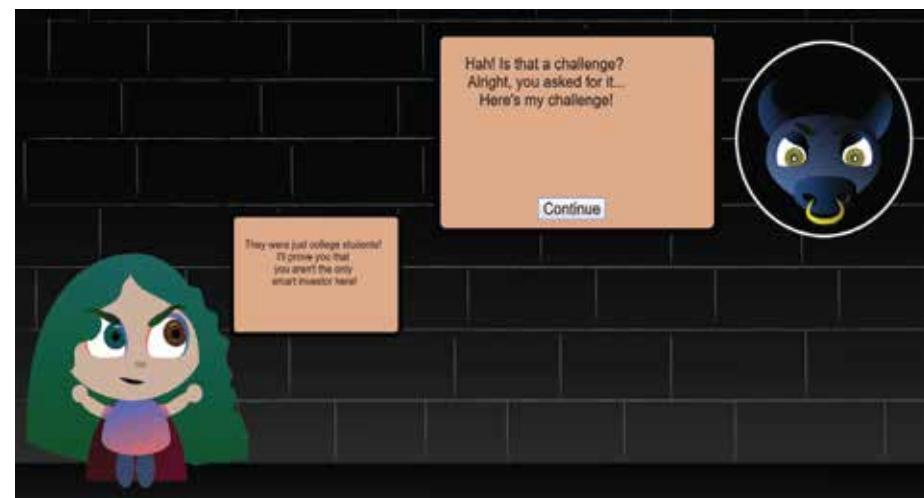 Hah! Is that a challenge?
Alright, you asked for it...
Here's my challenge!
Continue
They were just college students!
I'll prove you that
you aren't the only
smart investor here!